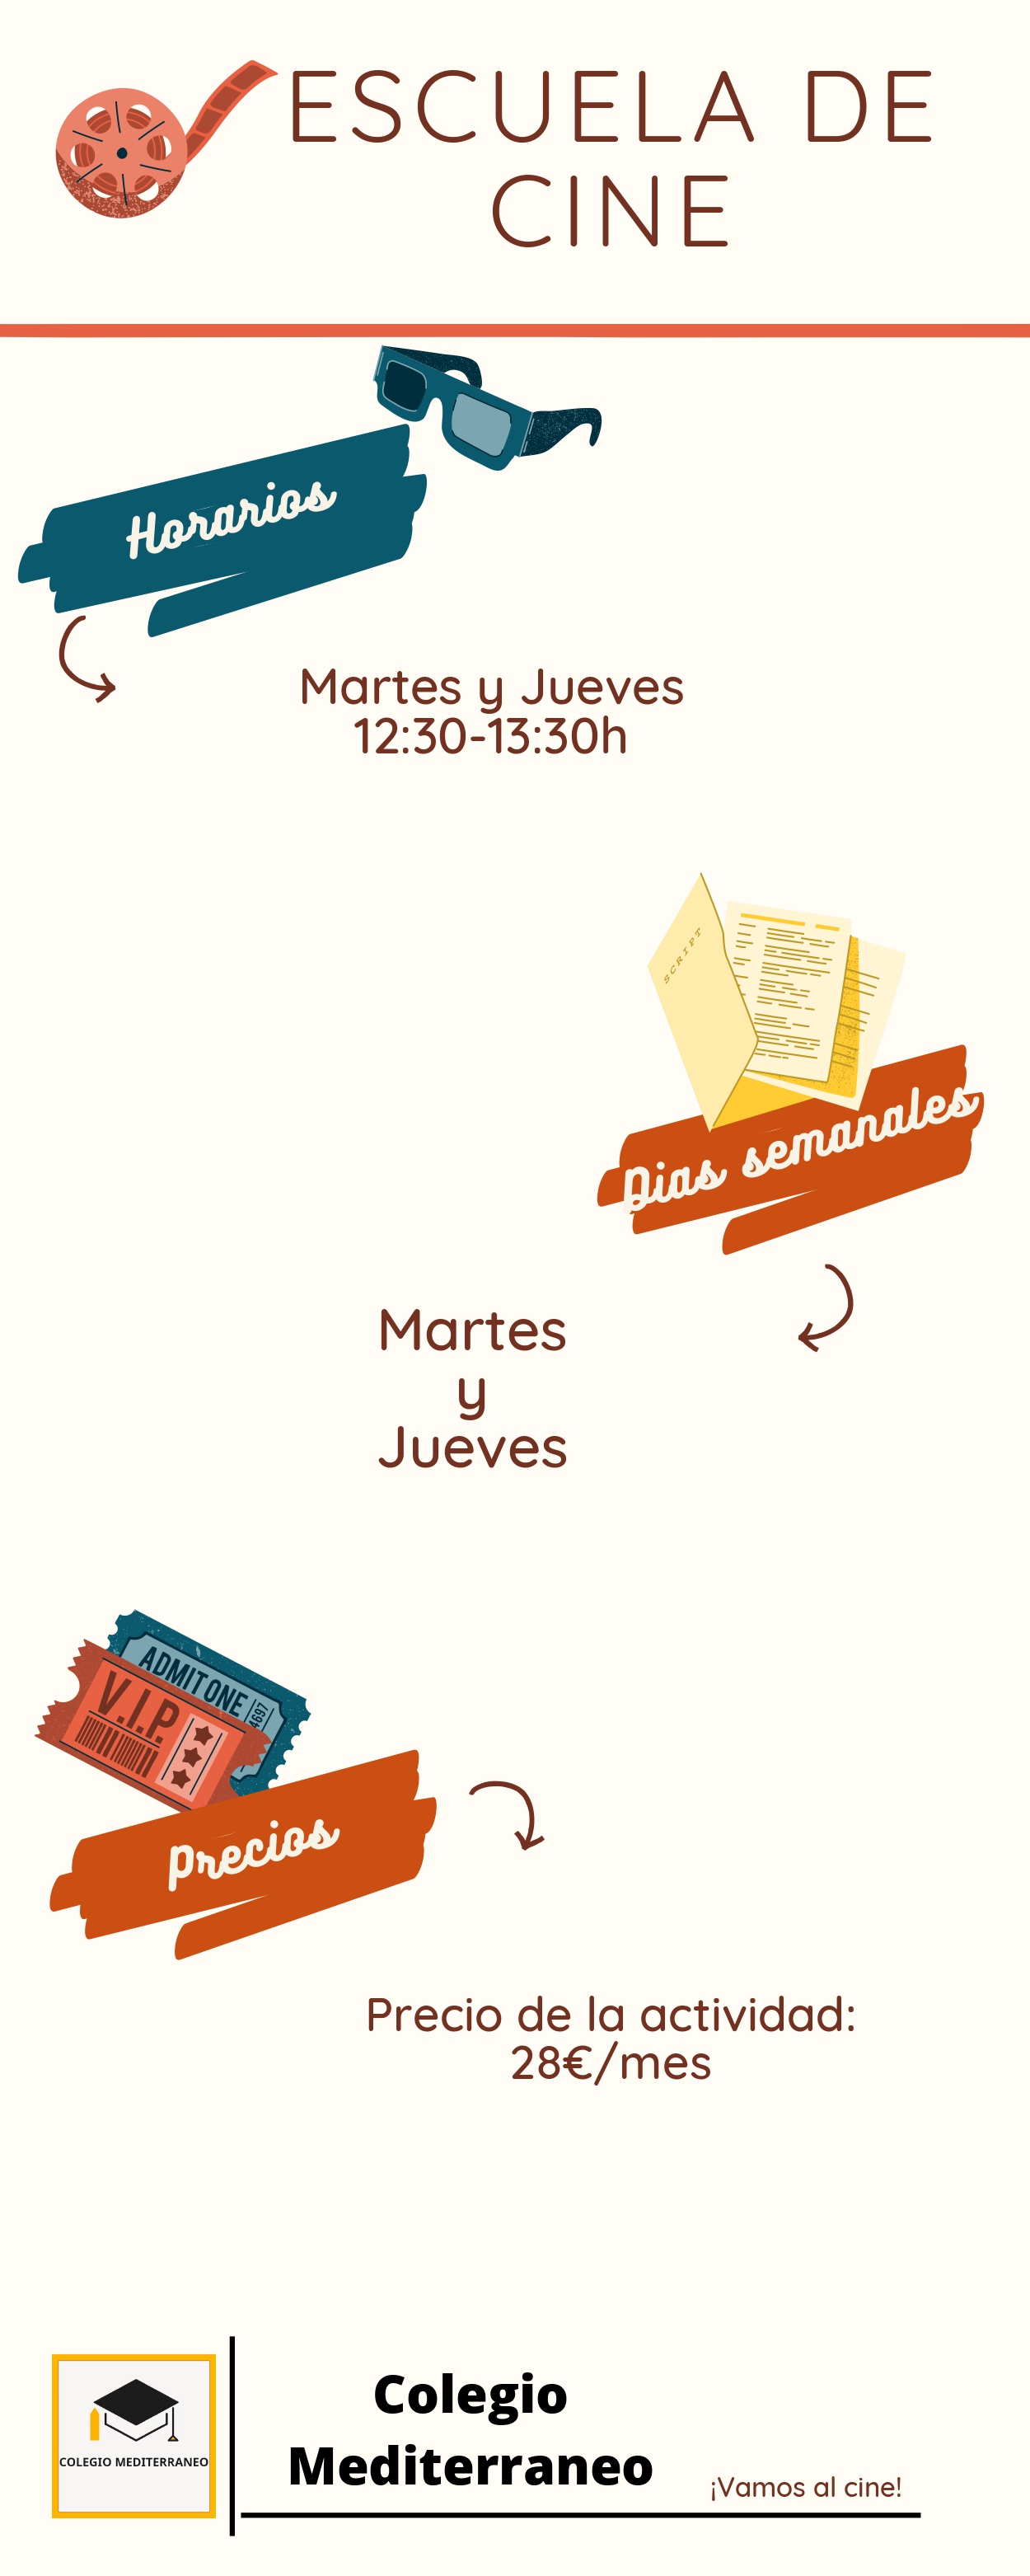 ESCUELA DE
CINE
Horarios
Martes y Jueves
12:30-13:30h
SCRIPT
Dias semanales
Martes
y
Jueves
ADMIT ONE
4697
V.I.P.
Precios
Precio de la actividad:
28€/mes
COLEGIO MEDITERRANEO
Colegio
Mediterraneo
¡Vamos al cine!